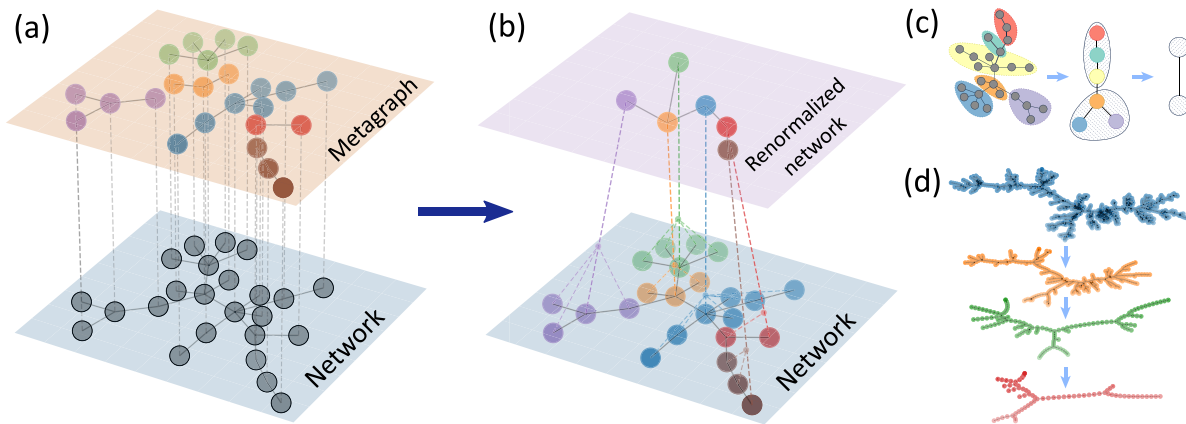 (a)
Metagraph
Network
(b)
Renormalized
network
Network
(c)
(d)